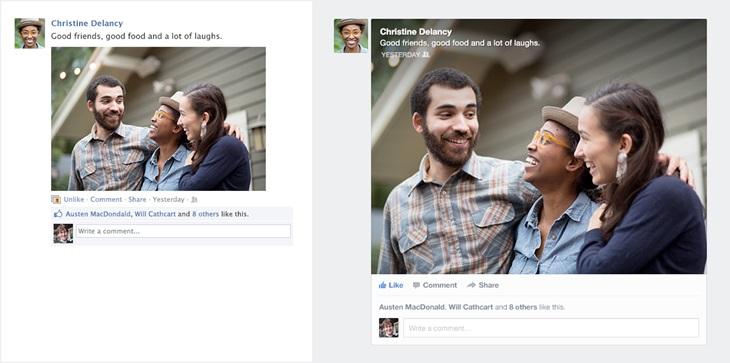 Christine Delancy
Good friends, good food and a lot of laughs.
Unlike · Comment · Share · Yesterday ·
Austen MacDondald, Will Cathcart and 8 others like this.
Write a comment...
Christine Delancy
Good friends, good food and a lot of laughs.
YESTERDAY
Like Comment Share
Austen MacDonald, Will Cathcart and 8 others like this.
Write a comment...